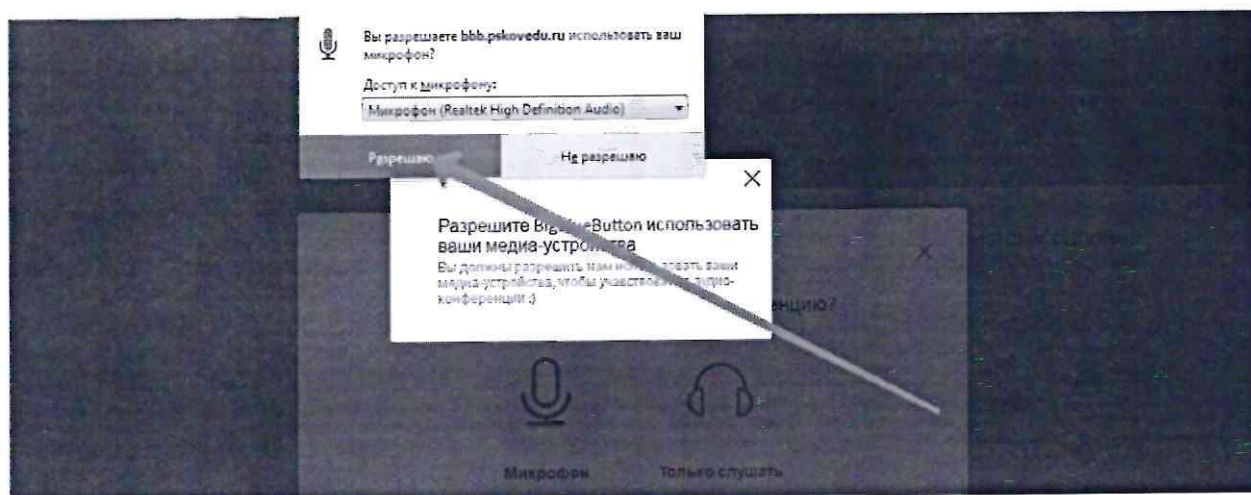 Вы разрешаете bbb.pskovedu.ru использовать ваш
микрофон?
Доступ к микрофону:
Микрофон (Realtek High Definition Audio)
Разрешаю
Не разрешаю
Разрешите BigBlueButton использовать
ваши медиа-устройства
Вы должны разрешить нам использовать ваши
медиа-устройства, чтобы участвовать в аудио-
конференции :)
енцию?
Микрофон
Только слушать